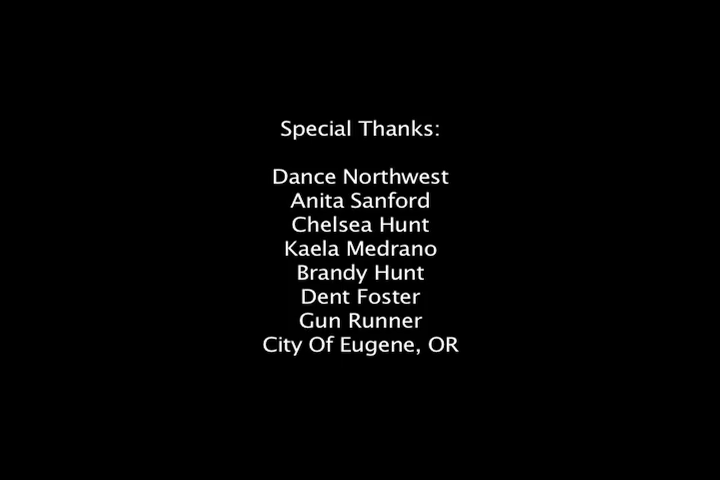 Special Thanks:
Dance Northwest
Anita Sanford
Chelsea Hunt
Kaela Medrano
Brandy Hunt
Dent Foster
Gun Runner
City Of Eugene, OR